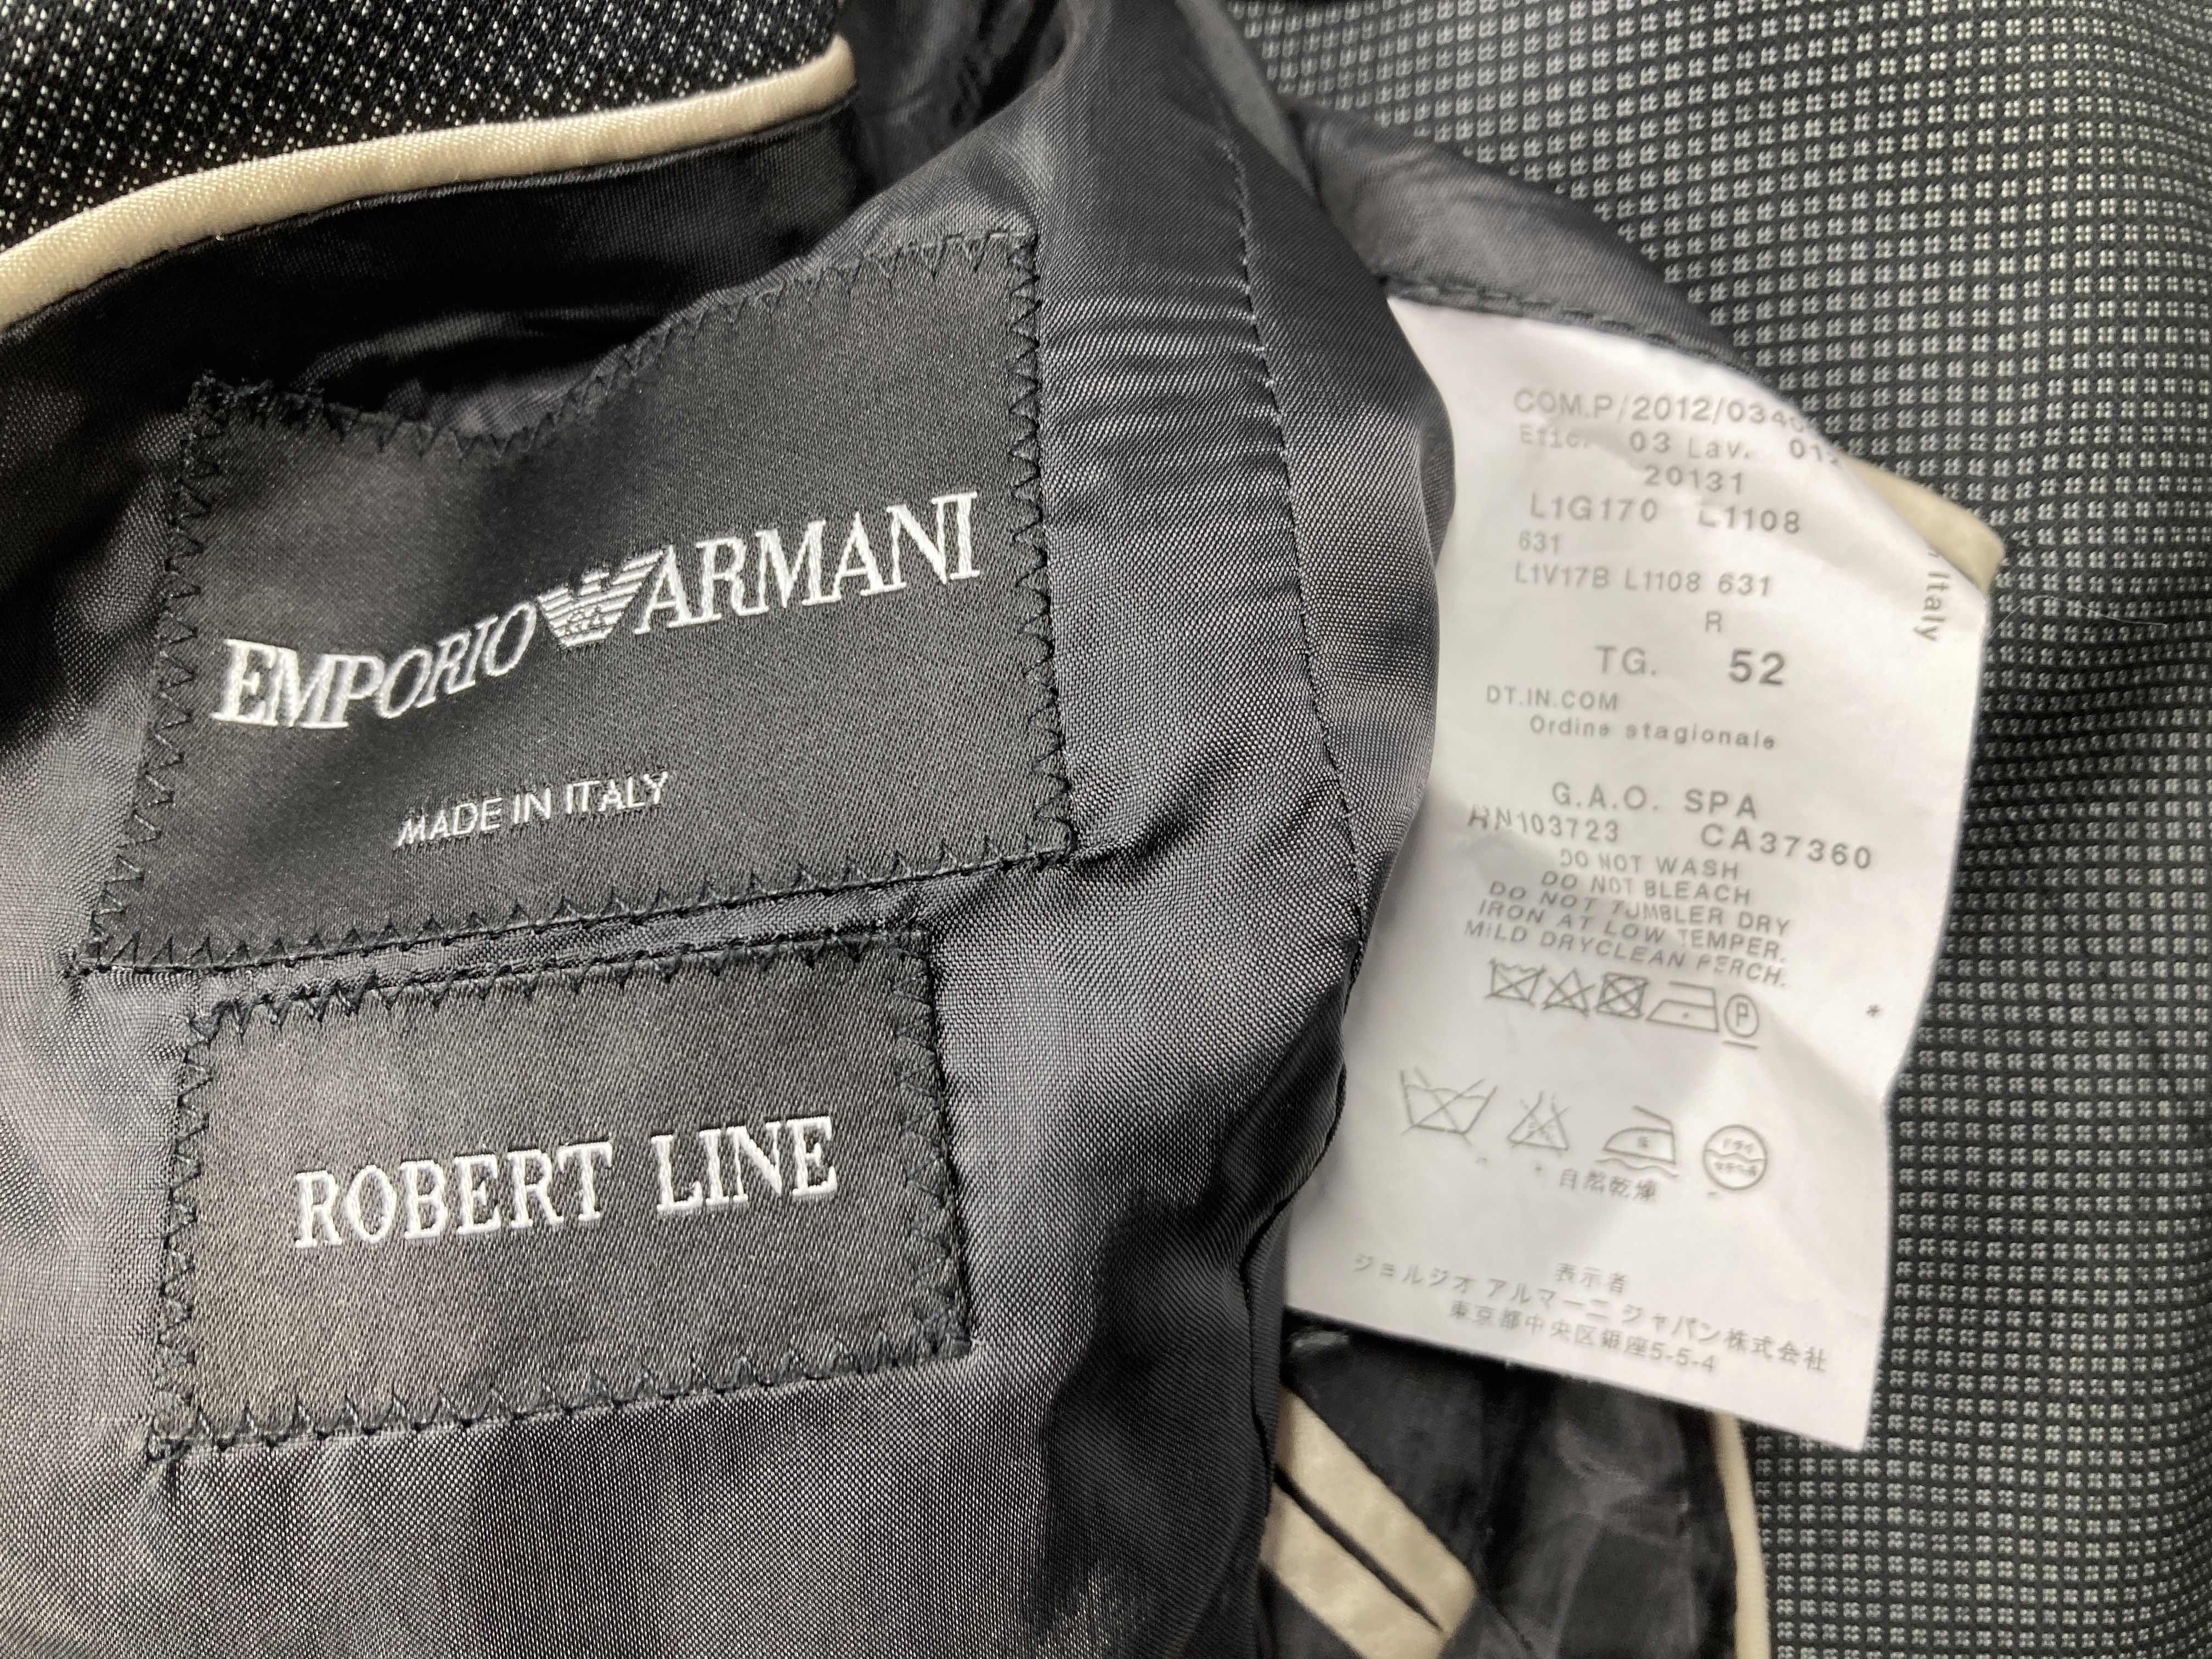 EMPORIO ARMANI
MADE IN ITALY
ROBERT LINE
COM.P/2012/0340
Etic. 03 Lav. 01
20131
L1G170 L1108
631
L1V17B L1108 631
R
TG. 52
DT.IN.COM
Ordine stagionale
G.A.O. SPA
RN103723 CA37360
DO NOT WASH
DO NOT BLEACH
DO NOT TUMBLER DRY
IRON AT LOW TEMPER.
MILD DRYCLEAN PERCH.
P
*
ドライ
自然乾燥
表示者
ジョルジオ アルマーニ ジャパン株式会社
東京都中央区銀座5-5-4
Italy